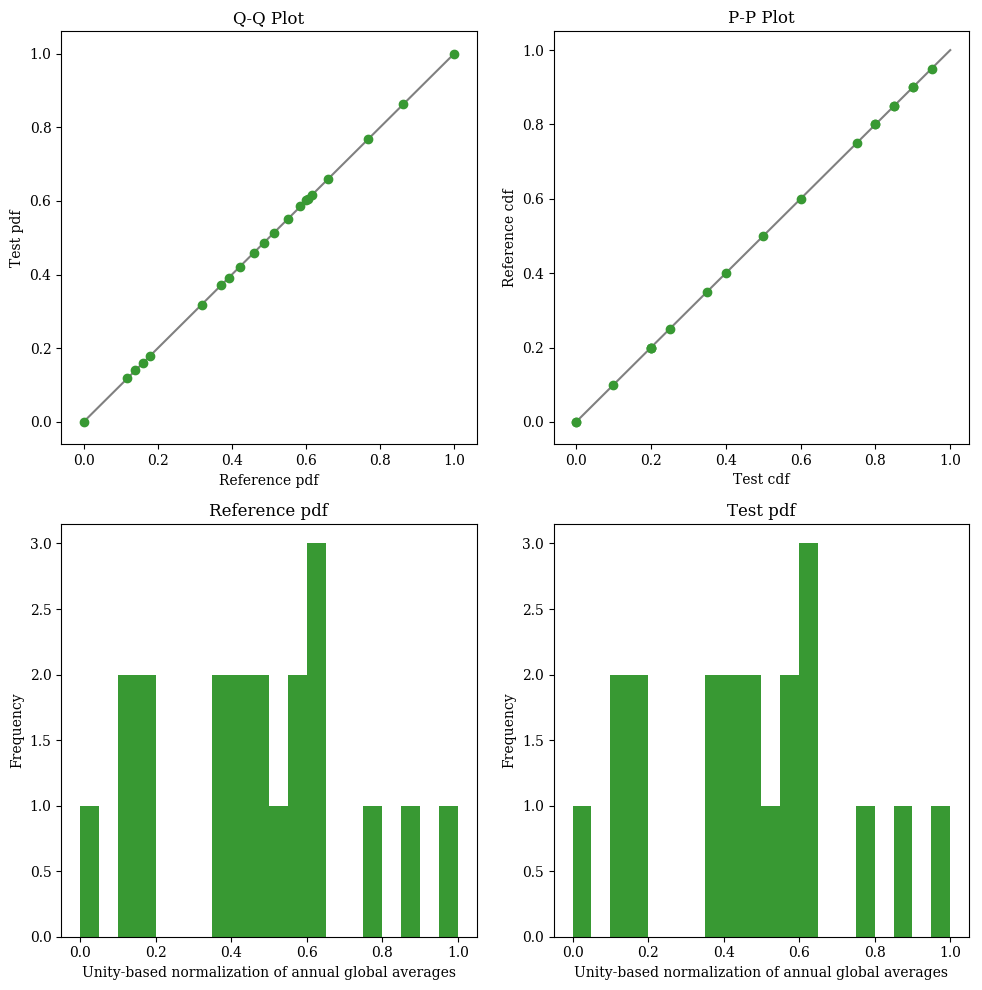 Q-Q Plot
1.0
0.8
0.6
0.4
0.2
0.0
Test pdf
0.0 0.2 0.4 0.6 0.8 1.0
Reference pdf
P-P Plot
1.0
0.8
0.6
0.4
0.2
0.0
Reference cdf
0.0 0.2 0.4 0.6 0.8 1.0
Test cdf
Reference pdf
3.0
2.5
2.0
1.5
1.0
0.5
0.0
Frequency
0.0 0.2 0.4 0.6 0.8 1.0
Unity-based normalization of annual global averages
Test pdf
3.0
2.5
2.0
1.5
1.0
0.5
0.0
Frequency
0.0 0.2 0.4 0.6 0.8 1.0
Unity-based normalization of annual global averages